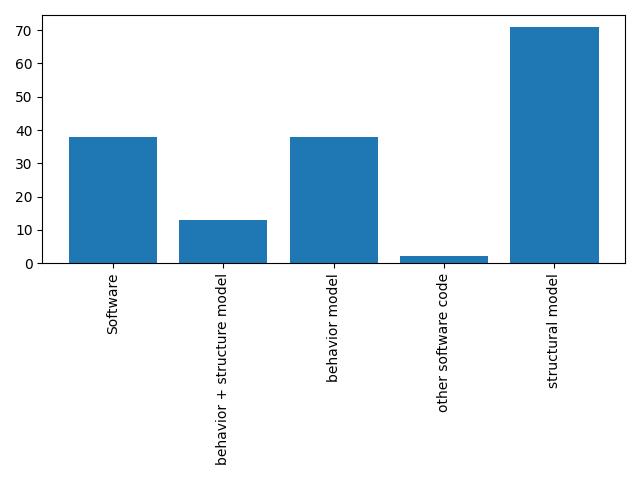 70
60
50
40
30
20
10
0
Software
behavior + structure model
behavior model
other software code
structural model